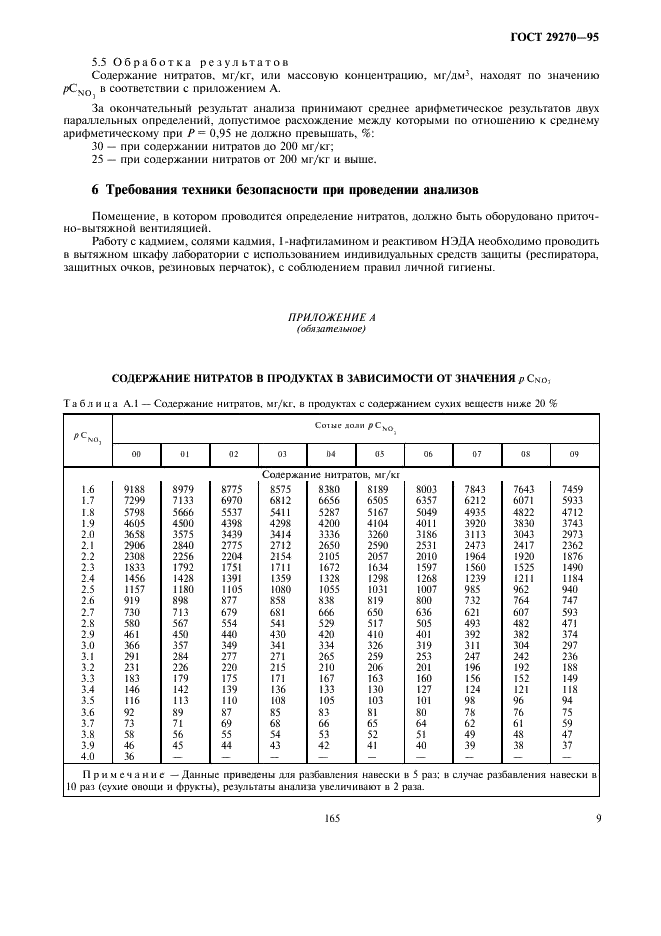 ГОСТ 29270—95
5.5 Обработка результатов
Содержание нитратов, мг/кг, или массовую концентрацию, мг/дм³, находят по значению
pC_NO₃ в соответствии с приложением А.
За окончательный результат анализа принимают среднее арифметическое результатов двух
параллельных определений, допустимое расхождение между которыми по отношению к среднему
арифметическому при P = 0,95 не должно превышать, %:
30 — при содержании нитратов до 200 мг/кг;
25 — при содержании нитратов от 200 мг/кг и выше.
6 Требования техники безопасности при проведении анализов
Помещение, в котором проводится определение нитратов, должно быть оборудовано приточ-
но-вытяжной вентиляцией.
Работу с кадмием, солями кадмия, 1-нафтиламином и реактивом НЭДА необходимо проводить
в вытяжном шкафу лаборатории с использованием индивидуальных средств защиты (респиратора,
защитных очков, резиновых перчаток), с соблюдением правил личной гигиены.
ПРИЛОЖЕНИЕ А
(обязательное)
СОДЕРЖАНИЕ НИТРАТОВ В ПРОДУКТАХ В ЗАВИСИМОСТИ ОТ ЗНАЧЕНИЯ p C_NO₃
Таблица А.1 — Содержание нитратов, мг/кг, в продуктах с содержанием сухих веществ ниже 20 %
p C_NO₃ Сотые доли p C_NO₃
00 01 02 03 04 05 06 07 08 09
Содержание нитратов, мг/кг
1.6 9188 8979 8775 8575 8380 8189 8003 7843 7643 7459
1.7 7299 7133 6970 6812 6656 6505 6357 6212 6071 5933
1.8 5798 5666 5537 5411 5287 5167 5049 4935 4822 4712
1.9 4605 4500 4398 4298 4200 4104 4011 3920 3830 3743
2.0 3658 3575 3439 3414 3336 3260 3186 3113 3043 2973
2.1 2906 2840 2775 2712 2650 2590 2531 2473 2417 2362
2.2 2308 2256 2204 2154 2105 2057 2010 1964 1920 1876
2.3 1833 1792 1751 1711 1672 1634 1597 1560 1525 1490
2.4 1456 1428 1391 1359 1328 1298 1268 1239 1211 1184
2.5 1157 1180 1105 1080 1055 1031 1007 985 962 940
2.6 919 898 877 858 838 819 800 732 764 747
2.7 730 713 679 681 666 650 636 621 607 593
2.8 580 567 554 541 529 517 505 493 482 471
2.9 461 450 440 430 420 410 401 392 382 374
3.0 366 357 349 341 334 326 319 311 304 297
3.1 291 284 277 271 265 259 253 247 242 236
3.2 231 226 220 215 210 206 201 196 192 188
3.3 183 179 175 171 167 163 160 156 152 149
3.4 146 142 139 136 133 130 127 124 121 118
3.5 116 113 110 108 105 103 101 98 96 94
3.6 92 89 87 85 83 81 80 78 76 75
3.7 73 71 69 68 66 65 64 62 61 59
3.8 58 56 55 54 53 52 51 49 48 47
3.9 46 45 44 43 42 41 40 39 38 37
4.0 36 — — — — — — — — —
Примечание — Данные приведены для разбавления навески в 5 раз; в случае разбавления навески в
10 раз (сухие овощи и фрукты), результаты анализа увеличивают в 2 раза.
165 9